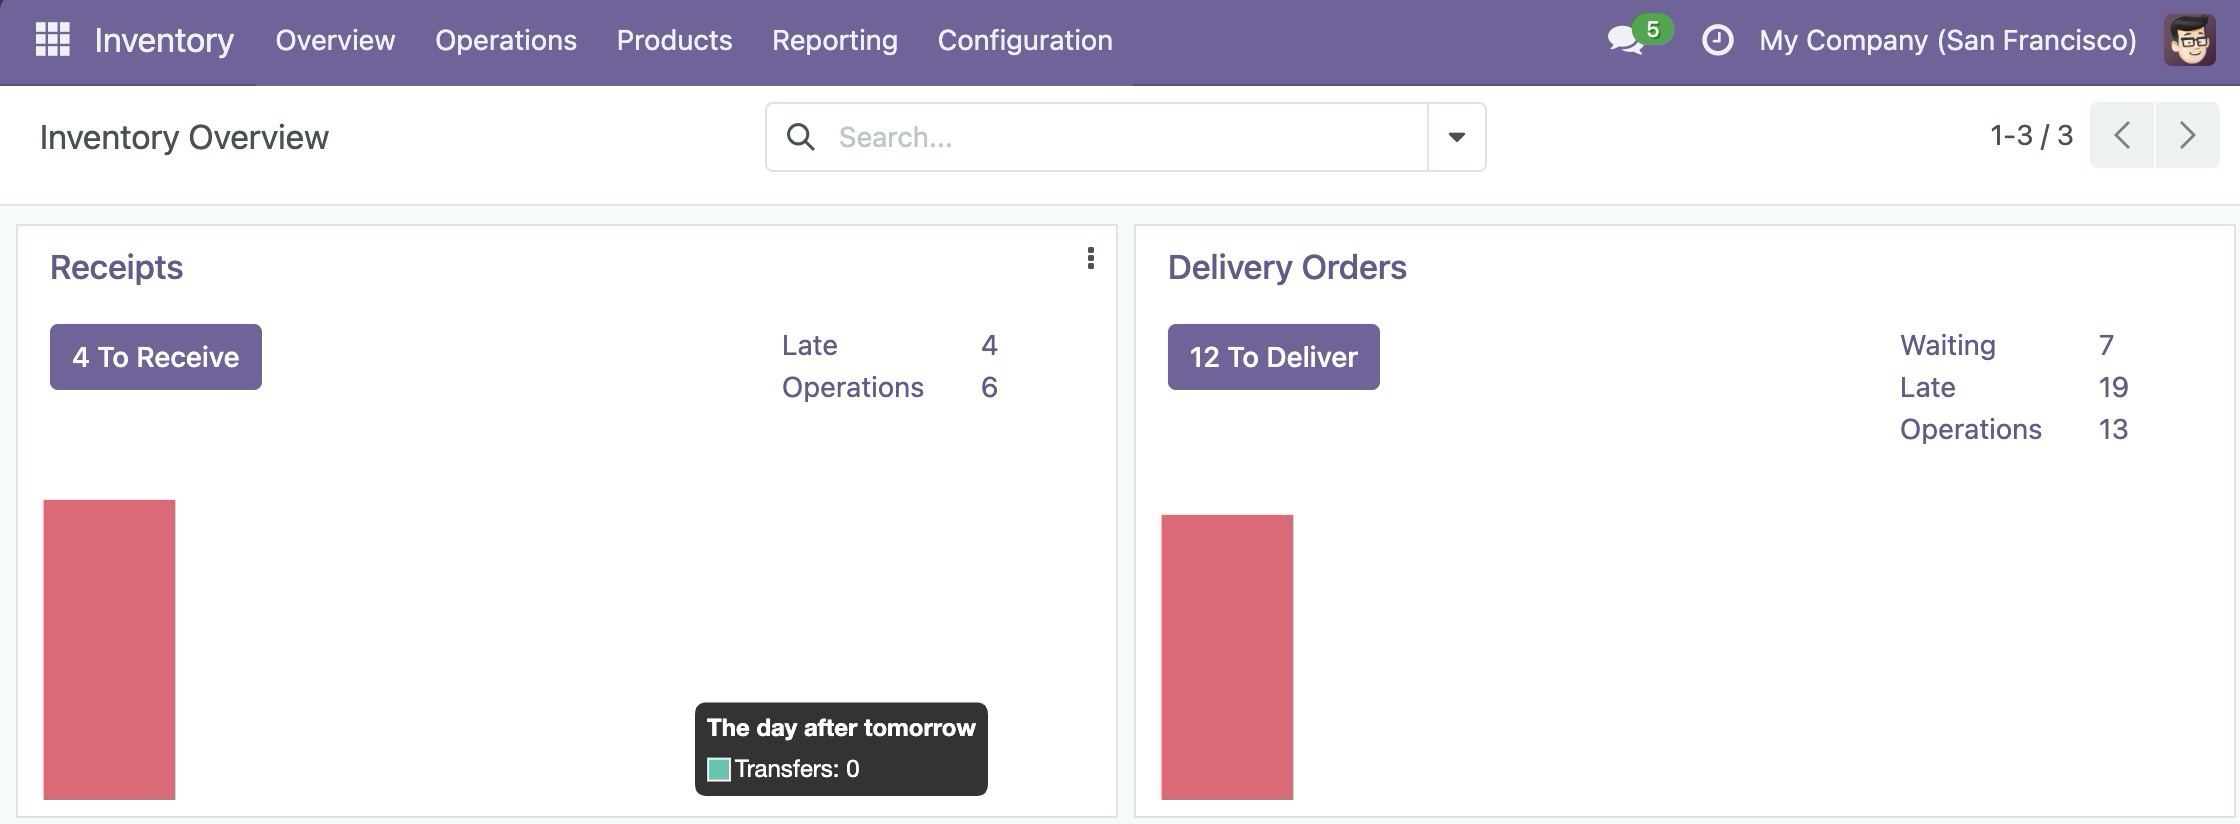 Inventory Overview Operations Products Reporting Configuration 5 My Company (San Francisco)
Inventory Overview Search... 1-3 / 3
Receipts
4 To Receive
Late 4
Operations 6
The day after tomorrow
Transfers: 0
Delivery Orders
12 To Deliver
Waiting 7
Late 19
Operations 13